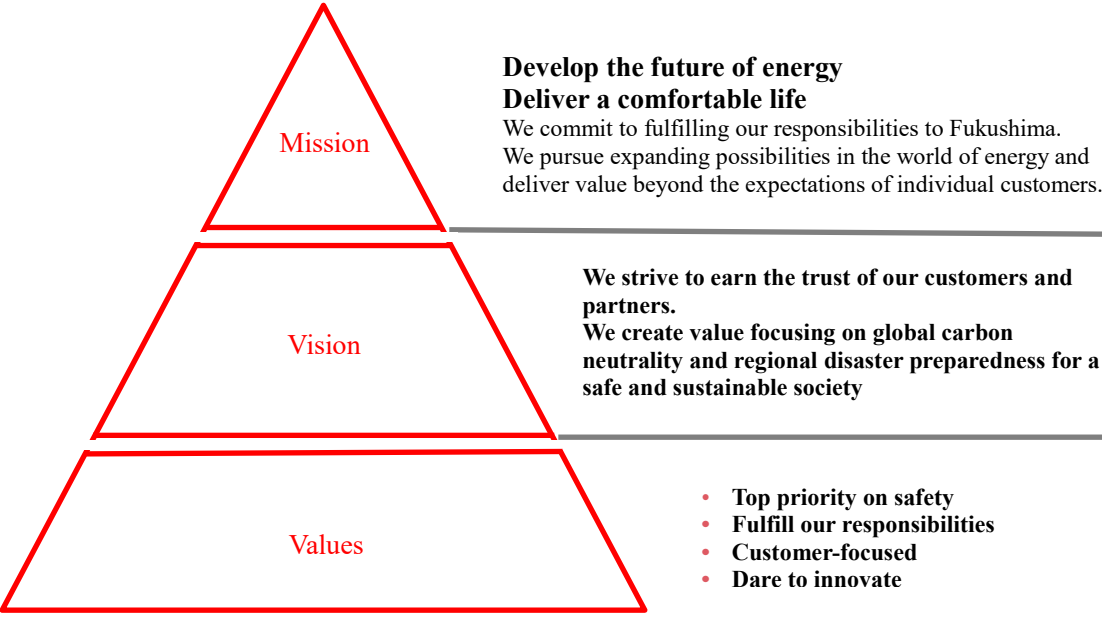 Mission
Develop the future of energy
Deliver a comfortable life
We commit to fulfilling our responsibilities to Fukushima.
We pursue expanding possibilities in the world of energy and
deliver value beyond the expectations of individual customers.
Vision
We strive to earn the trust of our customers and
partners.
We create value focusing on global carbon
neutrality and regional disaster preparedness for a
safe and sustainable society
Values
• Top priority on safety
• Fulfill our responsibilities
• Customer-focused
• Dare to innovate